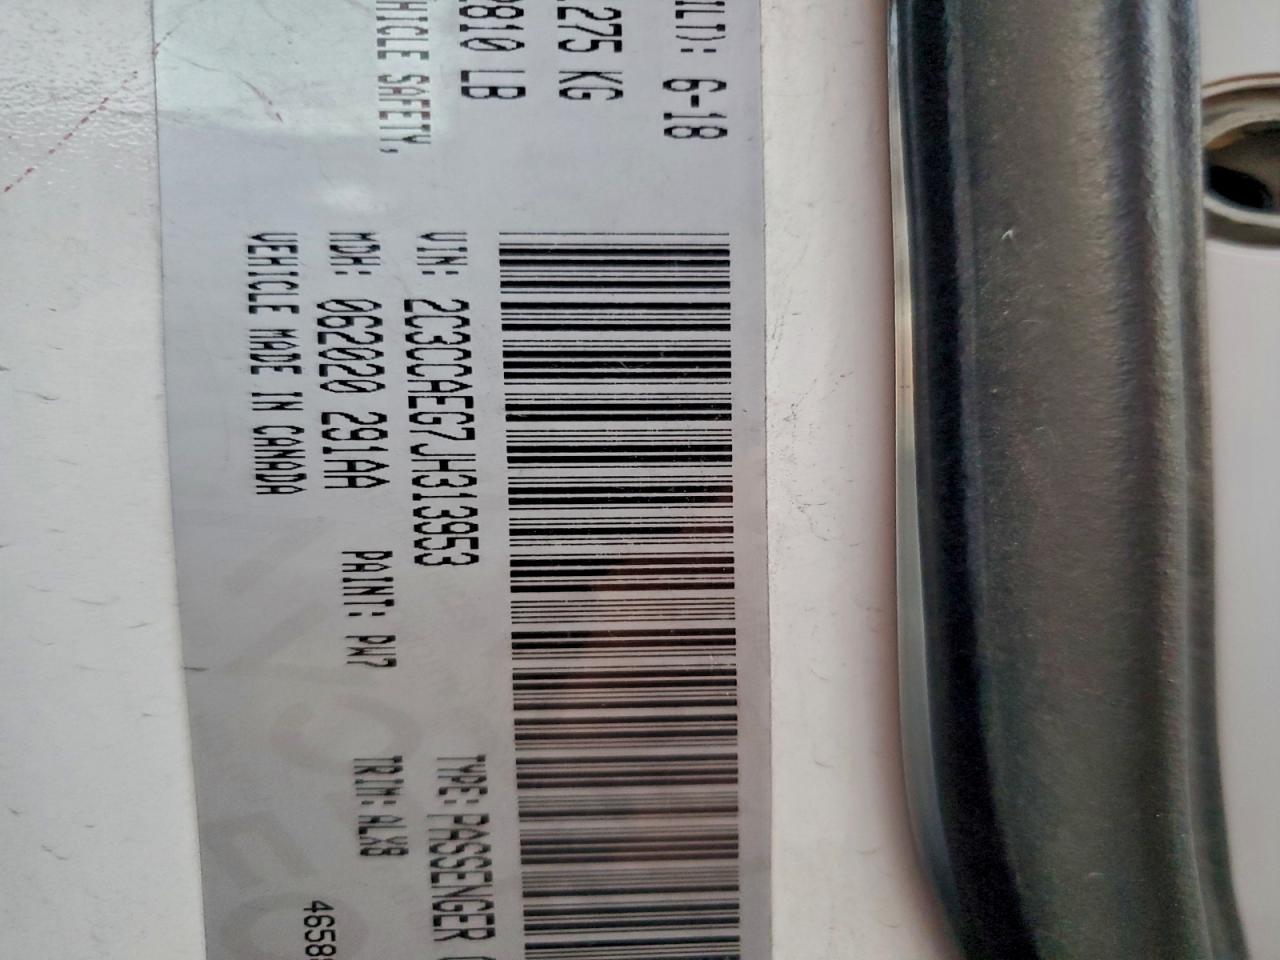 6-18
275 KG
2810 LB
VEHICLE SAFETY,
VIN: 2C3CCAEG7JH313953 TYPE: PASSENGER
MDH: 062020 291AA PAINT: PW7 TRIM: ALX8
VEHICLE MADE IN CANADA
4658